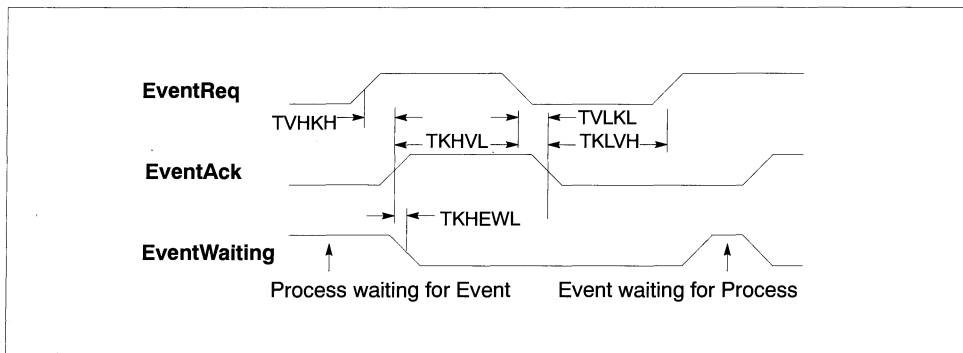 EventReq
TVHKH
TVLKL
TKHVL
TKLVH
EventAck
TKHEWL
EventWaiting
Process waiting for Event
Event waiting for Process